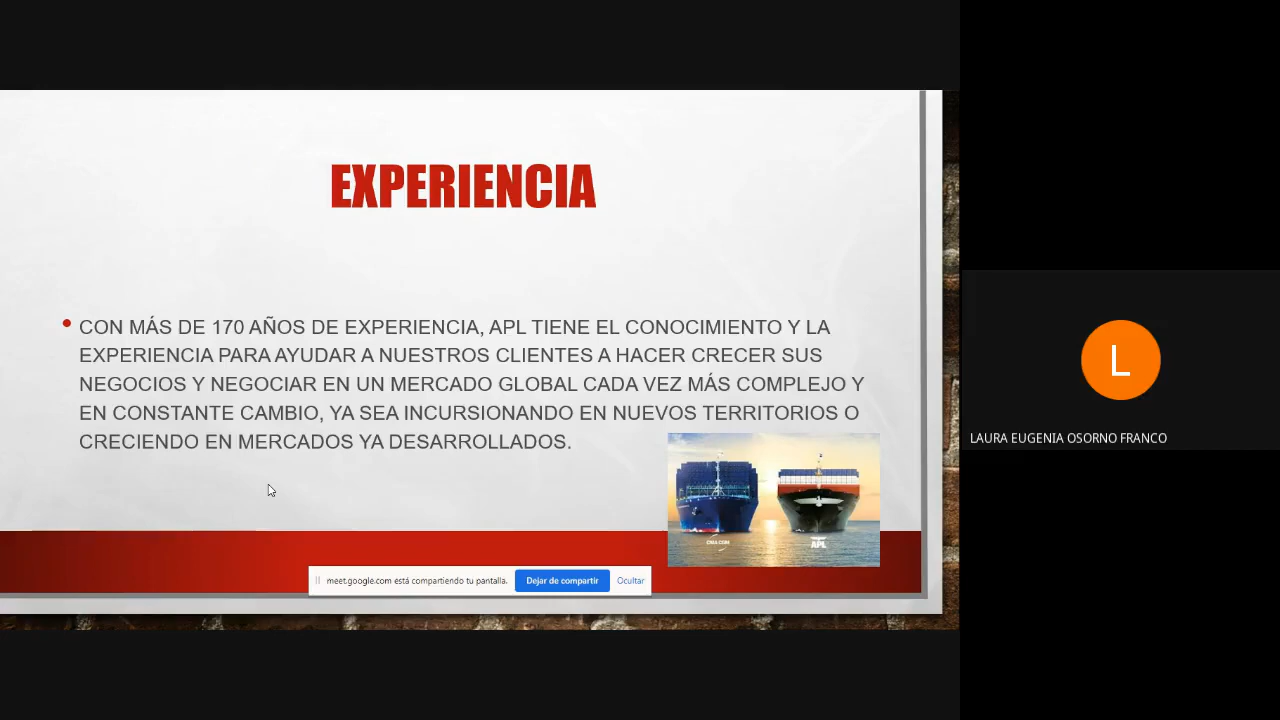 EXPERIENCIA
• CON MÁS DE 170 AÑOS DE EXPERIENCIA, APL TIENE EL CONOCIMIENTO Y LA
EXPERIENCIA PARA AYUDAR A NUESTROS CLIENTES A HACER CRECER SUS
NEGOCIOS Y NEGOCIAR EN UN MERCADO GLOBAL CADA VEZ MÁS COMPLEJO Y
EN CONSTANTE CAMBIO, YA SEA INCURSIONANDO EN NUEVOS TERRITORIOS O
CRECIENDO EN MERCADOS YA DESARROLLADOS.
CMA CGM
APL
meet.google.com está compartiendo tu pantalla.
Dejar de compartir
Ocultar
L
LAURA EUGENIA OSORNO FRANCO